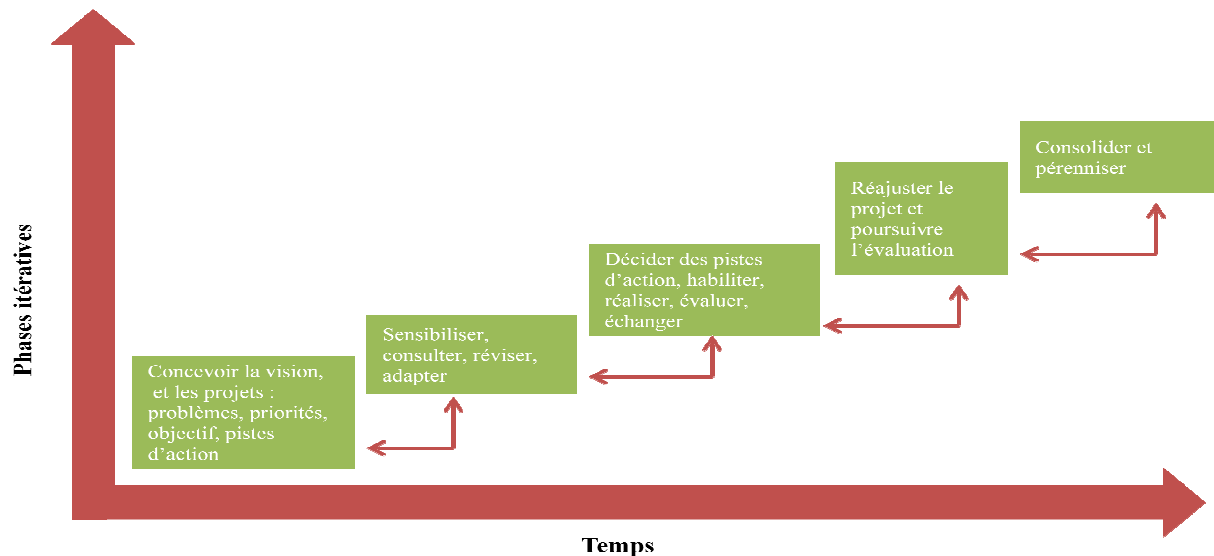 Phases itératives
Concevoir la vision,
et les projets :
problèmes, priorités,
objectif, pistes
d’action
Sensibiliser,
consulter, réviser,
adapter
Décider des pistes
d’action, habiliter,
réaliser, évaluer,
échanger
Réajuster le
projet et
poursuivre
l’évaluation
Consolider et
pérenniser
Temps